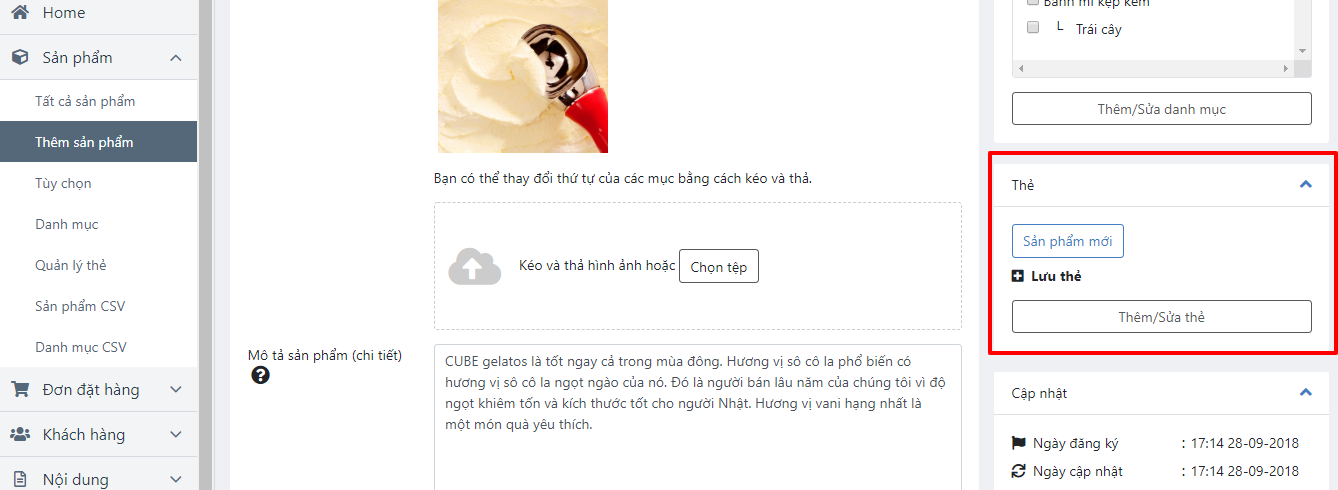 Home
Sản phẩm
Tất cả sản phẩm
Thêm sản phẩm
Tùy chọn
Danh mục
Quản lý thẻ
Sản phẩm CSV
Danh mục CSV
Đơn đặt hàng
Khách hàng
Nội dung
Bạn có thể thay đổi thứ tự của các mục bằng cách kéo và thả.
Kéo và thả hình ảnh hoặc Chọn tệp
Mô tả sản phẩm (chi tiết)
CUBE gelatos là tốt ngay cả trong mùa đông. Hương vị sô cô la phổ biến có
hương vị sô cô la ngọt ngào của nó. Đó là người bán lâu năm của chúng tôi vì độ
ngọt khiêm tốn và kích thước tốt cho người Nhật. Hương vị vani hạng nhất là
một món quà yêu thích.
Bánh mì kẹp kem
└ Trái cây
Thêm/Sửa danh mục
Thẻ
Sản phẩm mới
Lưu thẻ
Thêm/Sửa thẻ
Cập nhật
Ngày đăng ký : 17:14 28-09-2018
Ngày cập nhật : 17:14 28-09-2018